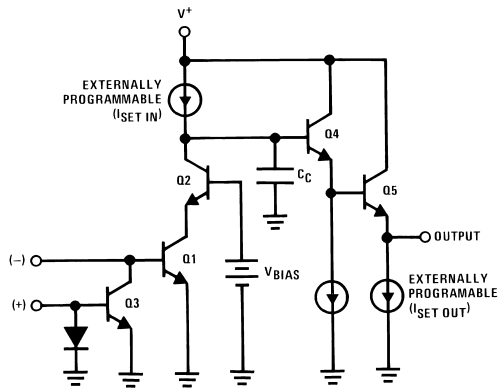 V+
EXTERNALLY
PROGRAMMABLE
(ISET IN)
Q4
Q2
CC
Q5
(-)
Q1
VBIAS
OUTPUT
(+)
Q3
EXTERNALLY
PROGRAMABLE
(ISET OUT)